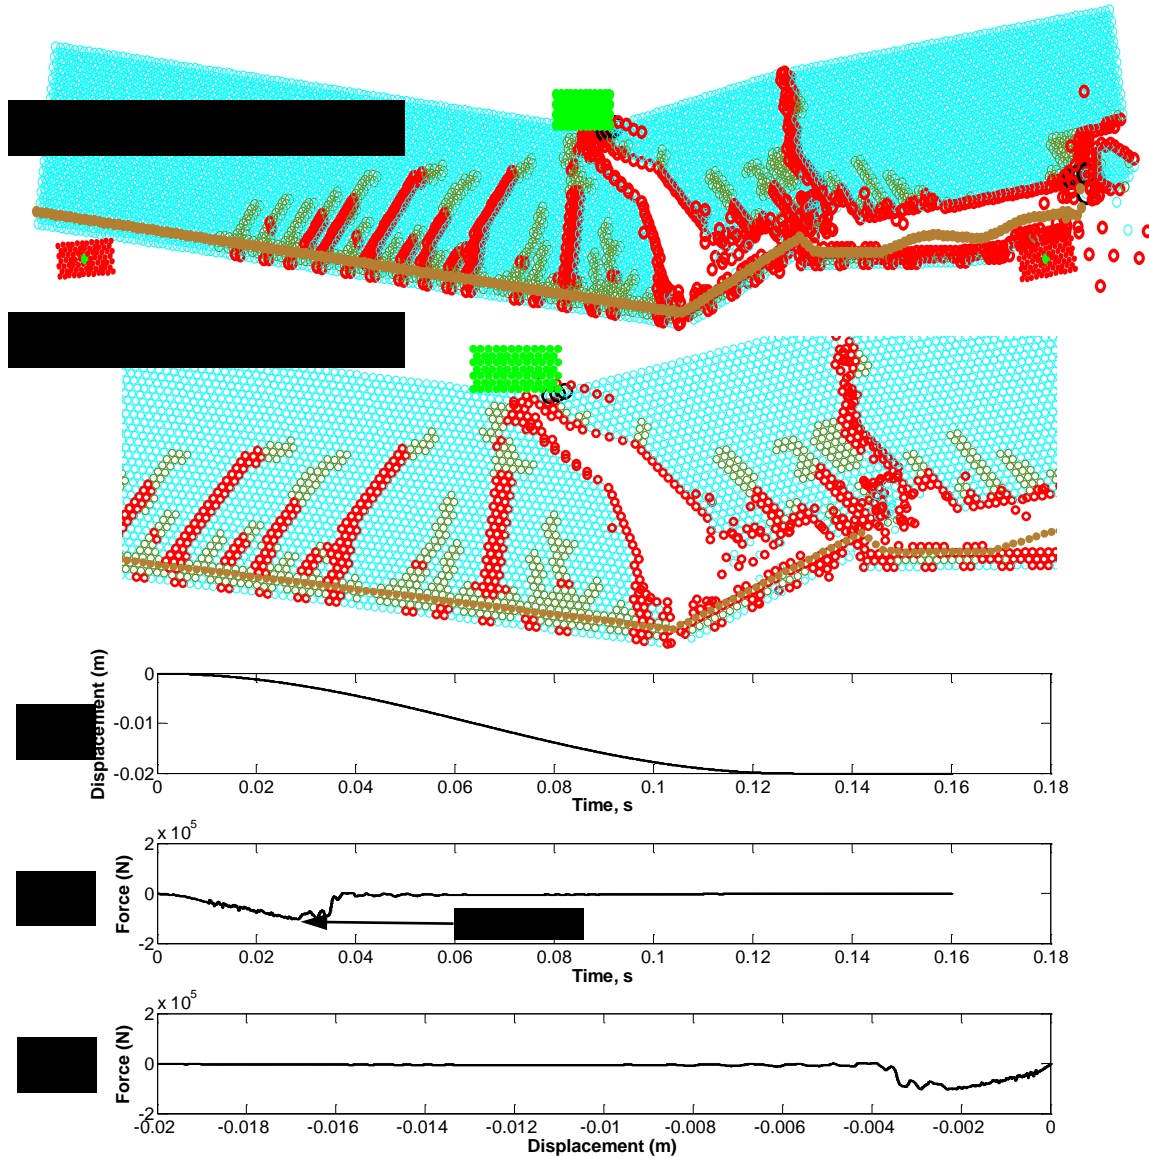 Displacement (m)
0
-0.01
-0.02
0 0.02 0.04 0.06 0.08 0.1 0.12 0.14 0.16 0.18
Time, s
x 10^5
Force (N)
2
0
-2
0 0.02 0.04 0.06 0.08 0.1 0.12 0.14 0.16 0.18
Time, s
x 10^5
Force (N)
2
0
-2
-0.02 -0.018 -0.016 -0.014 -0.012 -0.01 -0.008 -0.006 -0.004 -0.002 0
Displacement (m)